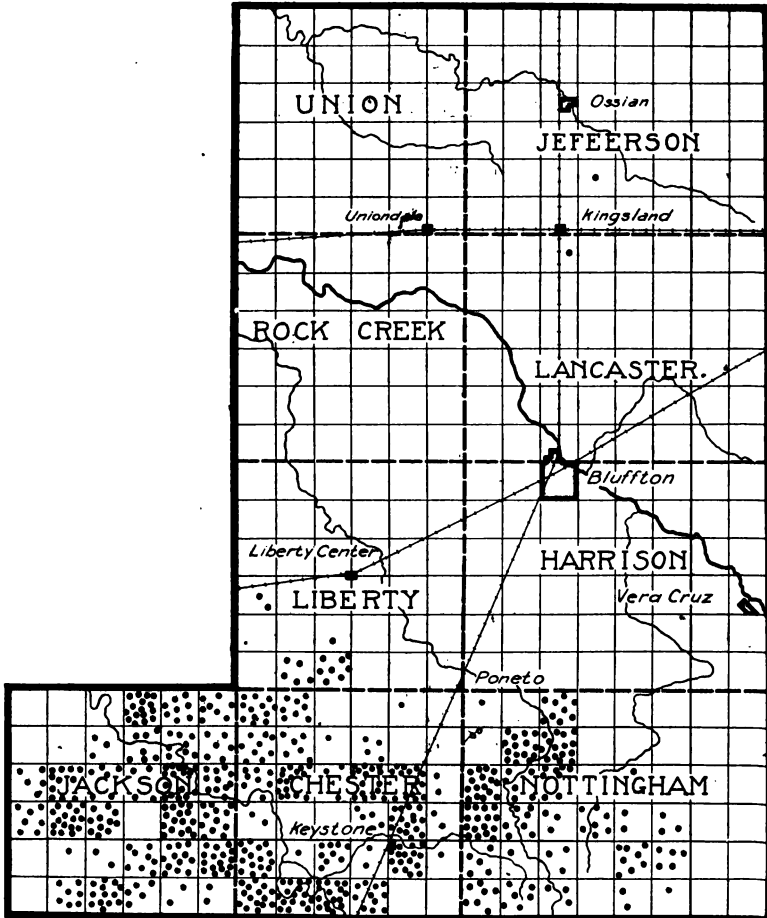 UNION
Ossian
JEFEERSON
Uniondale
Kingsland
ROCK CREEK
LANCASTER.
Bluffton
Liberty Center
HARRISON
LIBERTY
Vera Cruz
Poneto
JACKSON
CHESTER
NOTTINGHAM
Keystone